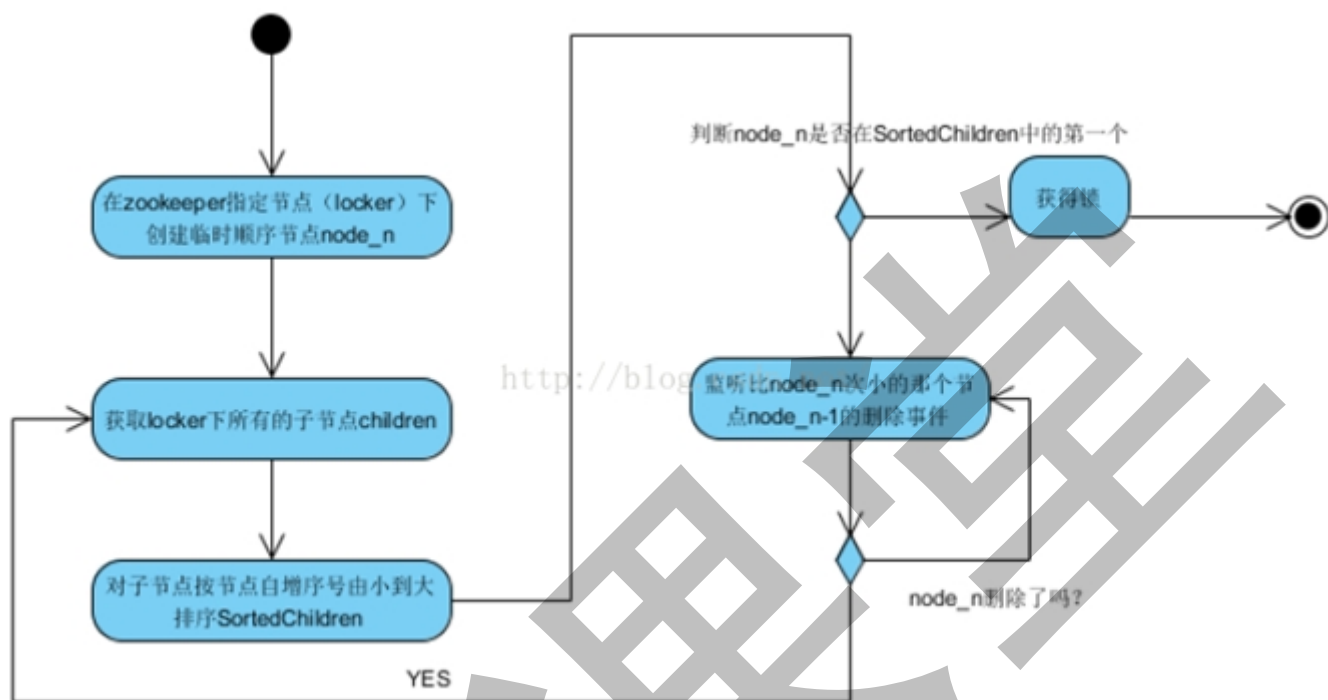 在zookeeper指定节点（locker）下
创建临时顺序节点node_n
获取locker下所有的子节点children
对子节点按节点自增序号由小到大
排序SortedChildren
判断node_n是否在SortedChildren中的第一个
获得锁
监听比node_n次小的那个节
点node_n-1的删除事件
node_n删除了吗?
YES
http://blog